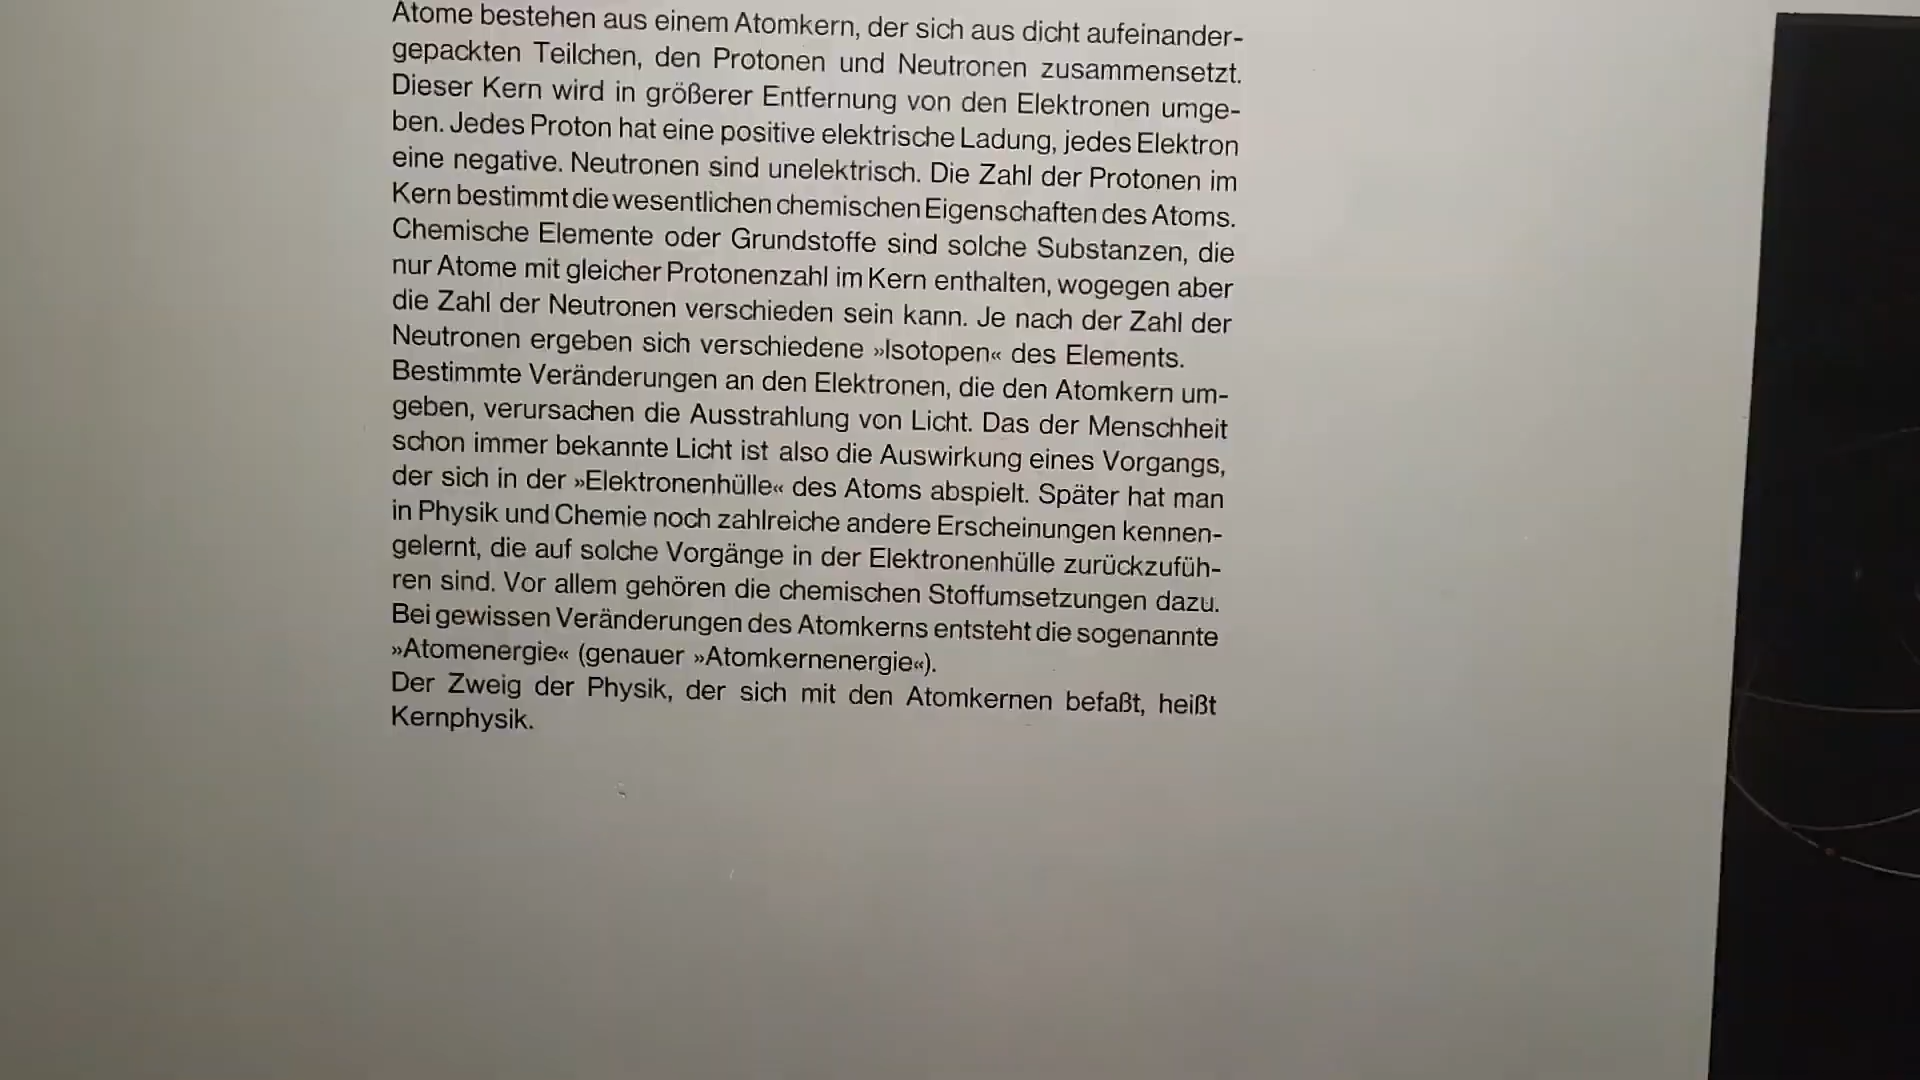 Atome bestehen aus einem Atomkern, der sich aus dicht aufeinander-
gepackten Teilchen, den Protonen und Neutronen zusammensetzt.
Dieser Kern wird in größerer Entfernung von den Elektronen umge-
ben. Jedes Proton hat eine positive elektrische Ladung, jedes Elektron
eine negative. Neutronen sind unelektrisch. Die Zahl der Protonen im
Kern bestimmt die wesentlichen chemischen Eigenschaften des Atoms.
Chemische Elemente oder Grundstoffe sind solche Substanzen, die
nur Atome mit gleicher Protonenzahl im Kern enthalten, wogegen aber
die Zahl der Neutronen verschieden sein kann. Je nach der Zahl der
Neutronen ergeben sich verschiedene »Isotopen« des Elements.
Bestimmte Veränderungen an den Elektronen, die den Atomkern um-
geben, verursachen die Ausstrahlung von Licht. Das der Menschheit
schon immer bekannte Licht ist also die Auswirkung eines Vorgangs,
der sich in der »Elektronenhülle« des Atoms abspielt. Später hat man
in Physik und Chemie noch zahlreiche andere Erscheinungen kennen-
gelernt, die auf solche Vorgänge in der Elektronenhülle zurückzufüh-
ren sind. Vor allem gehören die chemischen Stoffumsetzungen dazu.
Bei gewissen Veränderungen des Atomkerns entsteht die sogenannte
»Atomenergie« (genauer »Atomkernenergie«).
Der Zweig der Physik, der sich mit den Atomkernen befaßt, heißt
Kernphysik.